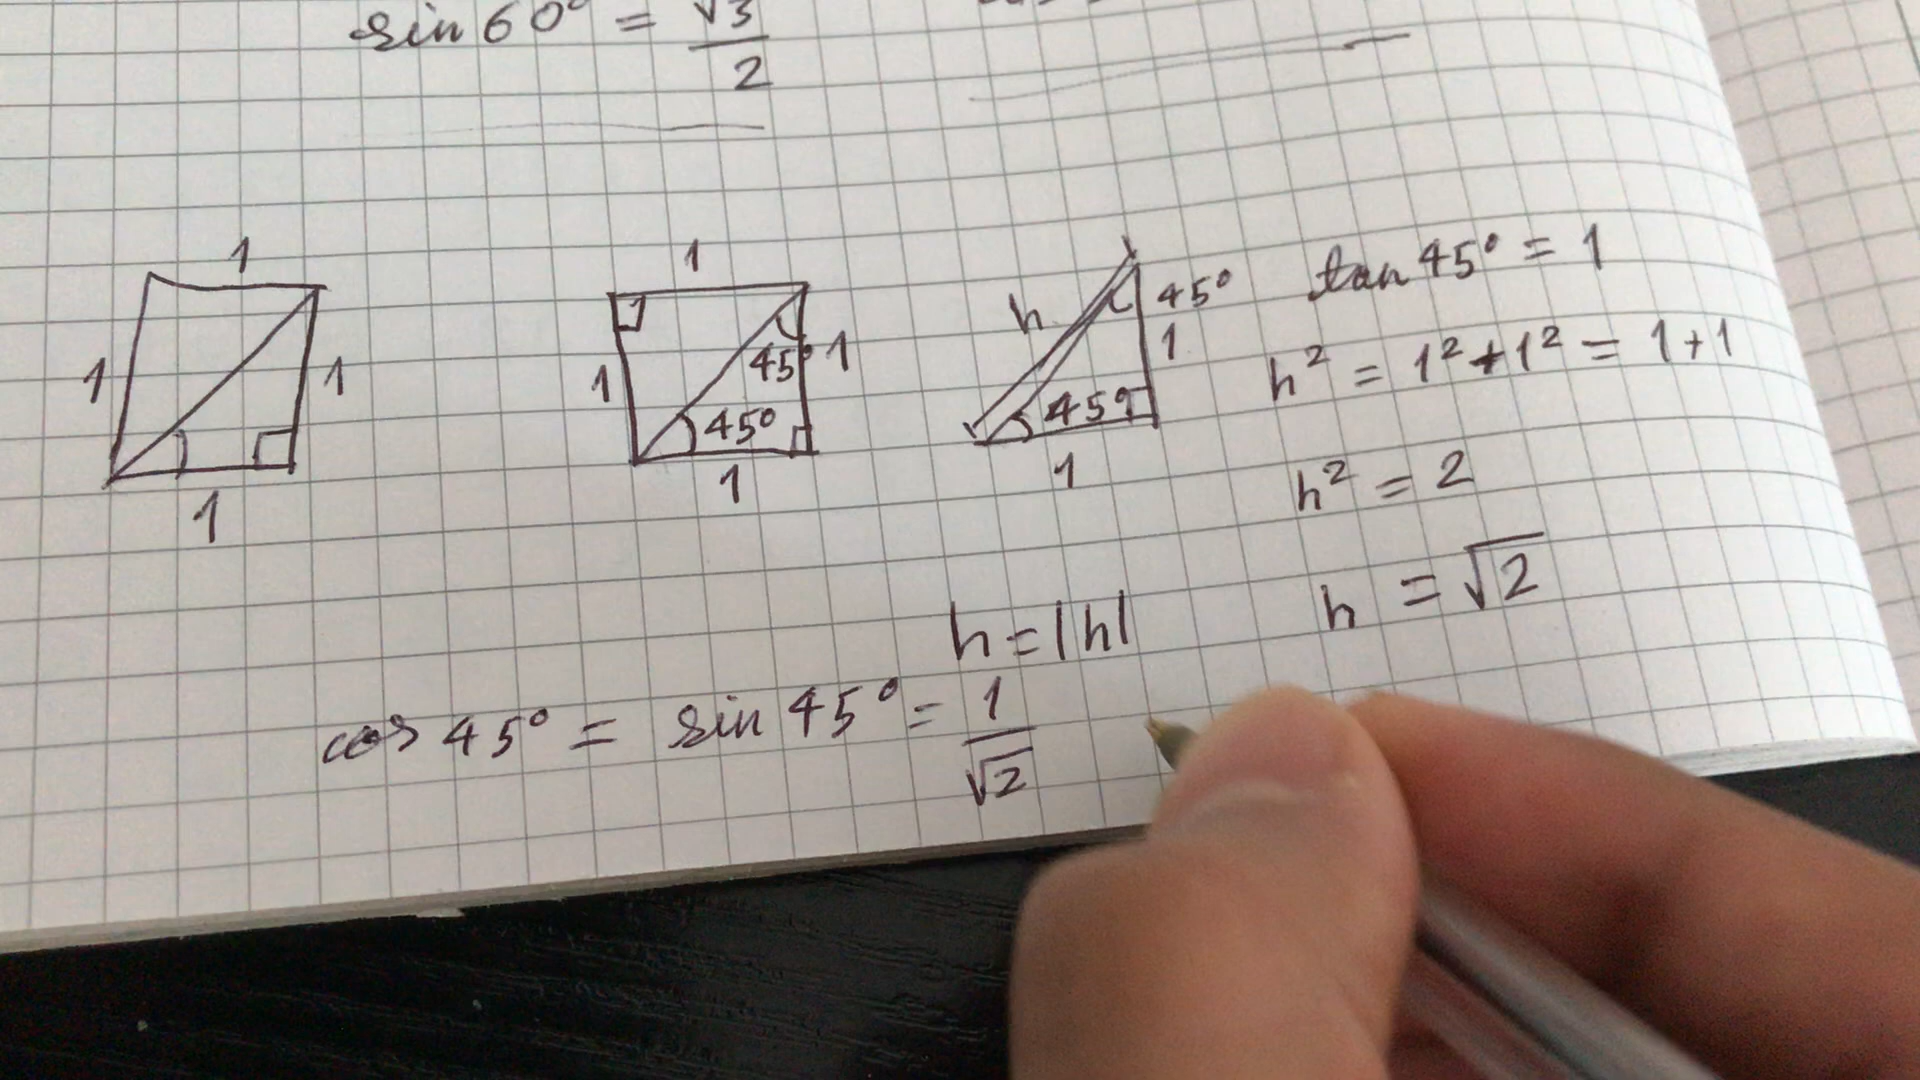 sin 60° = √3/2
1
1
1
1
1
1
45°
1
45°
1
h
45°
1
45°
1
tan 45° = 1
h² = 1² + 1² = 1 + 1
h² = 2
h = √2
h = |h|
cos 45° = sin 45° = 1/√2